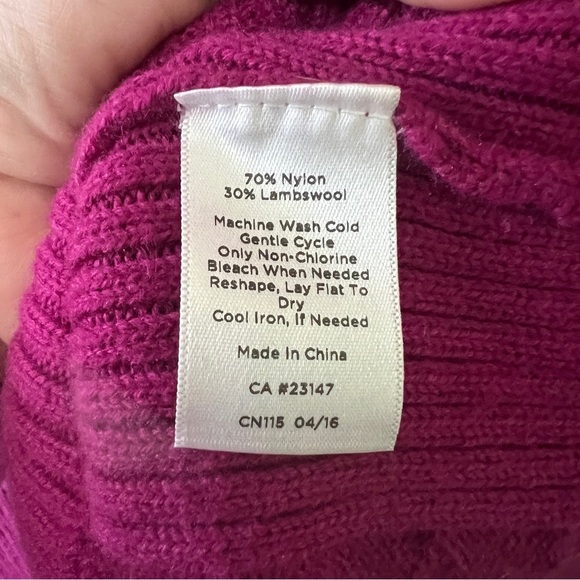 70% Nylon
30% Lambswool
Machine Wash Cold
Gentle Cycle
Only Non-Chlorine
Bleach When Needed
Reshape, Lay Flat To
Dry
Cool Iron, If Needed
Made In China
CA #23147
CN115 04/16